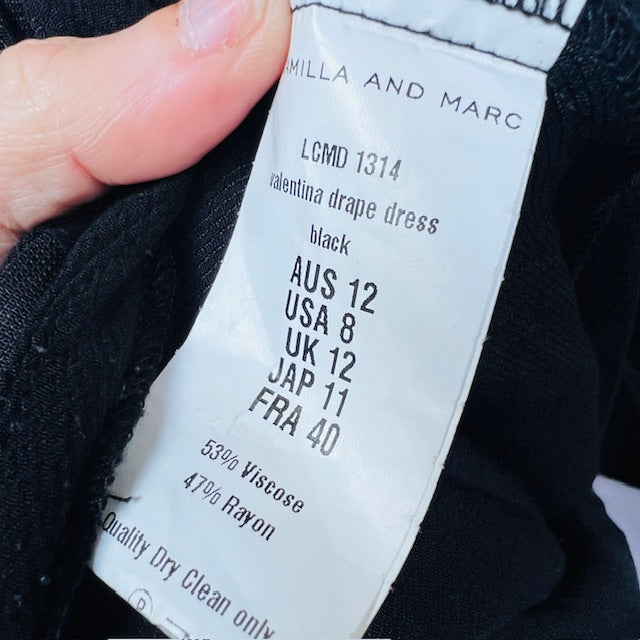 AMILLA AND MARC
LCMD 1314
valentina drape dress
black
AUS 12
USA 8
UK 12
JAP 11
FRA 40
53% Viscose
47% Rayon
Quality Dry Clean only
P